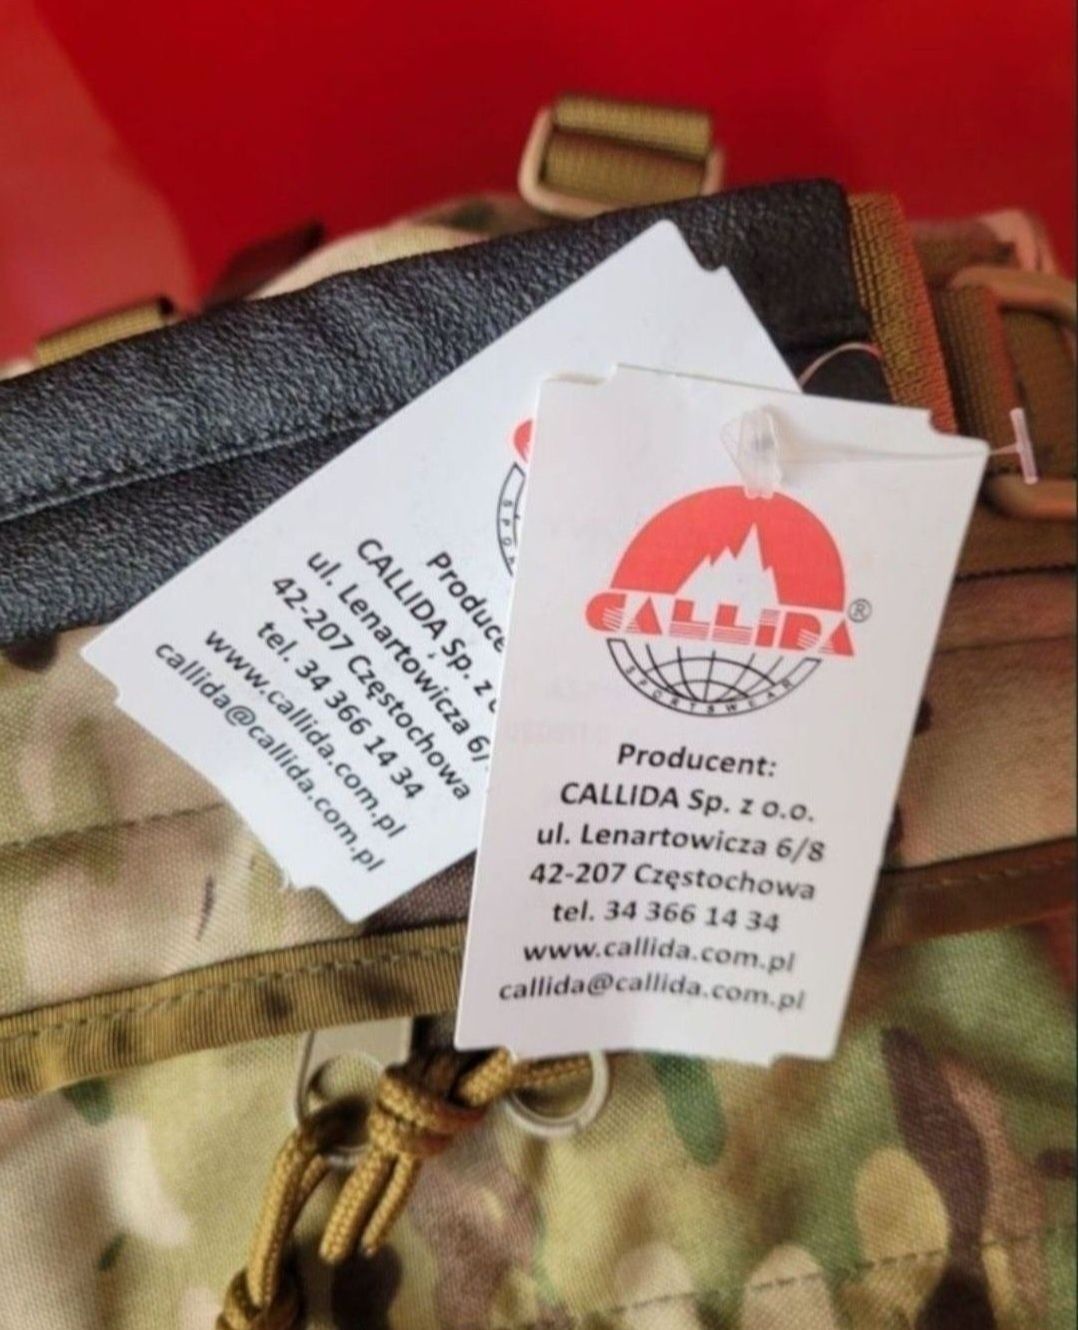 Producent:
CALLIDA Sp. z
ul. Lenartowicza 6/
42-207 Częstochowa
tel. 34 366 14 34
www.callida.com.pl
callida@callida.com.pl
CALLIDA®
SPORTSWEAR
Producent:
CALLIDA Sp. z o.o.
ul. Lenartowicza 6/8
42-207 Częstochowa
tel. 34 366 14 34
www.callida.com.pl
callida@callida.com.pl